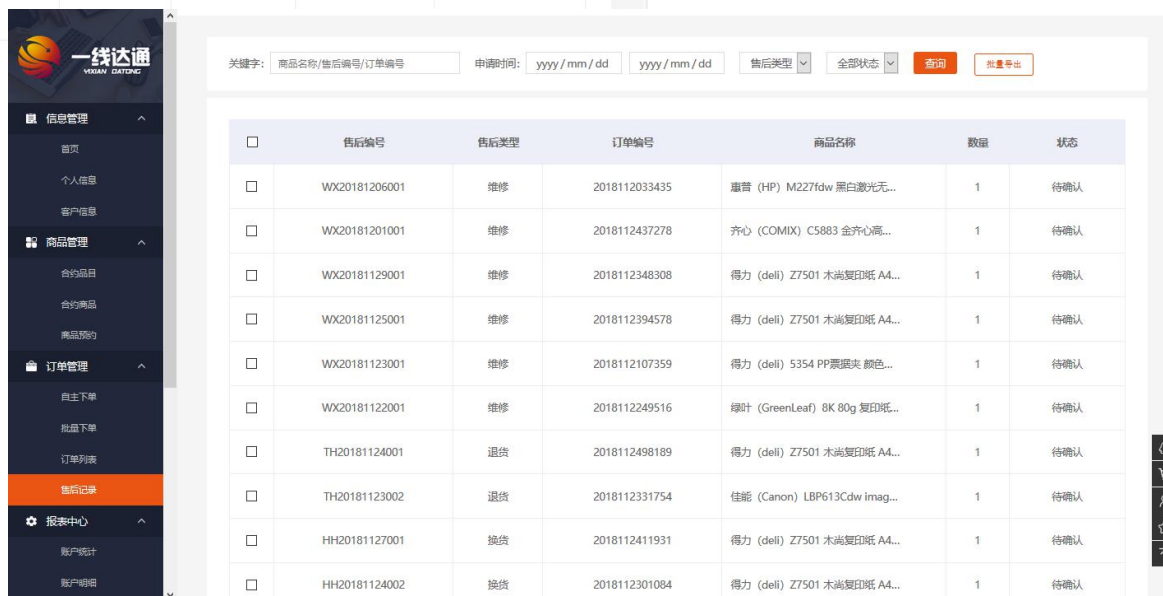 一线达通
YIXIAN DATONG
信息管理
首页
个人信息
客户信息
商品管理
合约品目
合约商品
商品预约
订单管理
自主下单
批量下单
订单列表
售后记录
报表中心
账户统计
账户明细
关键字: 商品名称/售后编号/订单编号 申请时间: yyyy/mm/dd yyyy/mm/dd 售后类型 全部状态 查询 批量导出
售后编号 售后类型 订单编号 商品名称 数量 状态
WX20181206001 维修 2018112033435 惠普（HP）M227fdw 黑白激光无... 1 待确认
WX20181201001 维修 2018112437278 齐心（COMIX）C5883 金齐心高... 1 待确认
WX20181129001 维修 2018112348308 得力（deli）Z7501 木尚复印纸 A4... 1 待确认
WX20181125001 维修 2018112394578 得力（deli）Z7501 木尚复印纸 A4... 1 待确认
WX20181123001 维修 2018112107359 得力（deli）5354 PP票据夹 颜色... 1 待确认
WX20181122001 维修 2018112249516 绿叶（GreenLeaf）8K 80g 复印纸... 1 待确认
TH20181124001 退货 2018112498189 得力（deli）Z7501 木尚复印纸 A4... 1 待确认
TH20181123002 退货 2018112331754 佳能（Canon）LBP613Cdw imag... 1 待确认
HH20181127001 换货 2018112411931 得力（deli）Z7501 木尚复印纸 A4... 1 待确认
HH20181124002 换货 2018112301084 得力（deli）Z7501 木尚复印纸 A4... 1 待确认